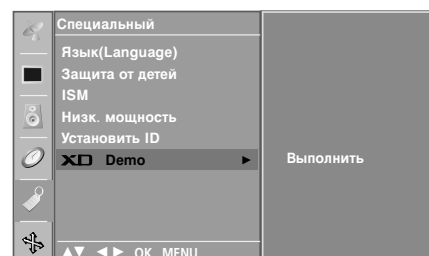 Специальный
Язык(Language)
Защита от детей
ISM
Низк. мощность
Установить ID
XD Demo ► Выполнить
▲▼ ◄► OK MENU